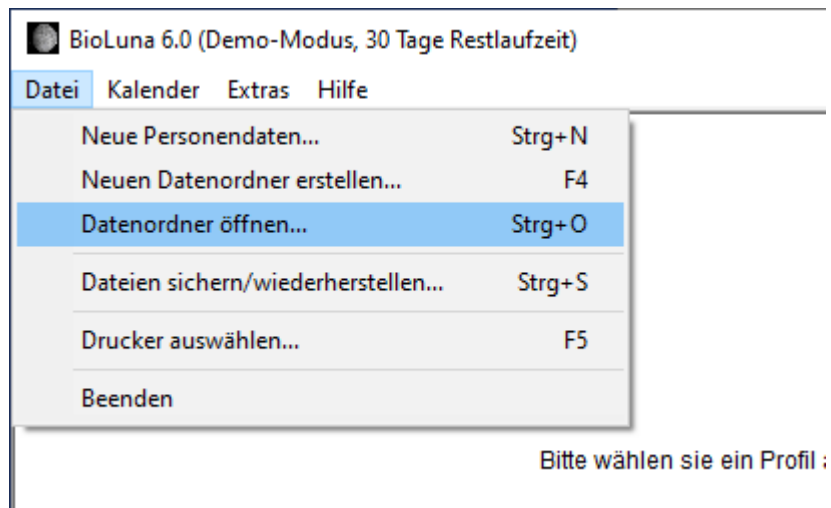 BioLuna 6.0 (Demo-Modus, 30 Tage Restlaufzeit)
Datei Kalender Extras Hilfe
Neue Personendaten... Strg+N
Neuen Datenordner erstellen... F4
Datenordner öffnen... Strg+O
Dateien sichern/wiederherstellen... Strg+S
Drucker auswählen... F5
Beenden
Bitte wählen sie ein Profil